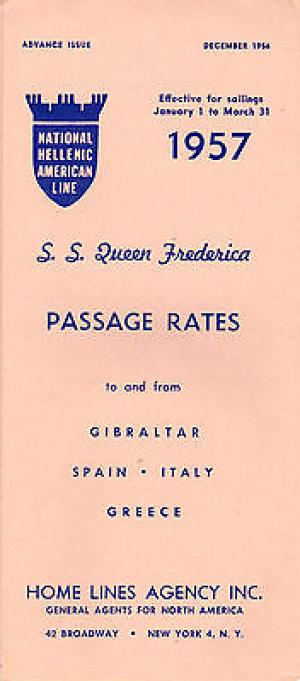 ADVANCE ISSUE DECEMBER 1956
NATIONAL
HELLENIC
AMERICAN
LINE
Effective for sailings
January 1 to March 31
1957
S. S. Queen Frederica
PASSAGE RATES
to and from
GIBRALTAR
SPAIN • ITALY
GREECE
HOME LINES AGENCY INC.
GENERAL AGENTS FOR NORTH AMERICA
42 BROADWAY • NEW YORK 4, N. Y.